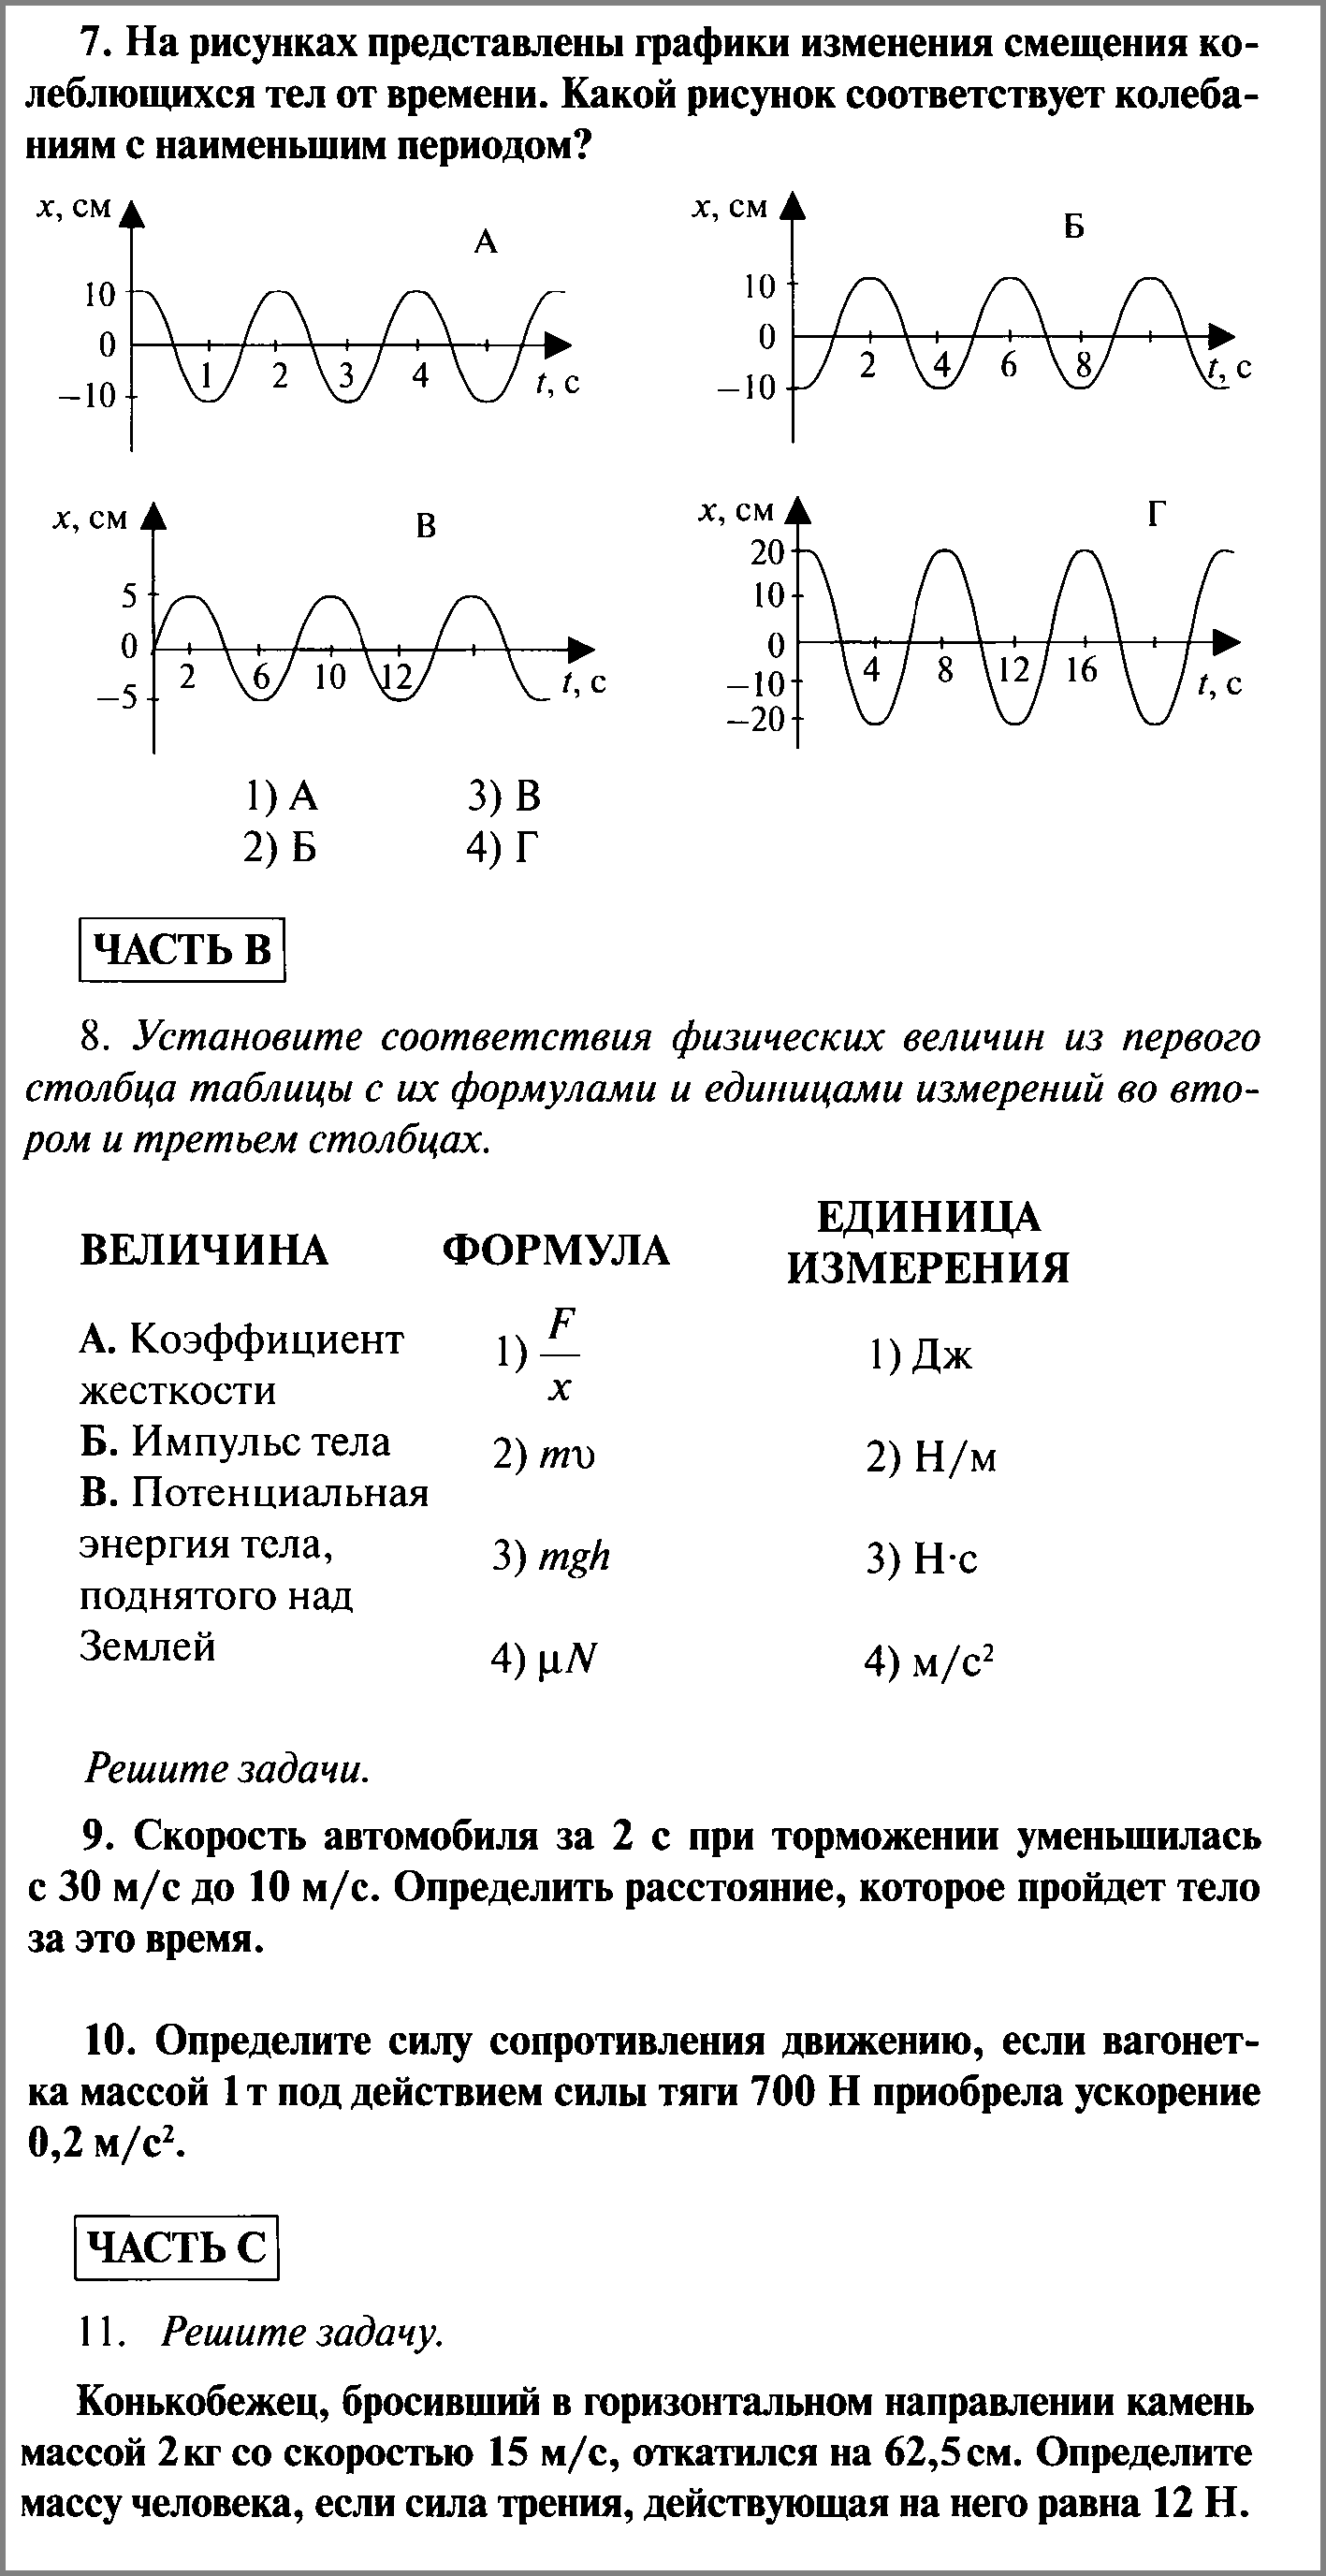 7. На рисунках представлены графики изменения смещения ко-
леблющихся тел от времени. Какой рисунок соответствует колеба-
ниям с наименьшим периодом?
x, см
А
10
0
−10
1 2 3 4
t, с
x, см
Б
10
0
−10
2 4 6 8
t, с
x, см
В
5
0
−5
2 6 10 12
t, с
x, см
Г
20
10
0
−10
−20
4 8 12 16
t, с
1) А 3) В
2) Б 4) Г
ЧАСТЬ В
8. Установите соответствия физических величин из первого
столбца таблицы с их формулами и единицами измерений во вто-
ром и третьем столбцах.
ВЕЛИЧИНА
А. Коэффициент
жесткости
Б. Импульс тела
В. Потенциальная
энергия тела,
поднятого над
Землей
ФОРМУЛА
1) F/x
2) mυ
3) mgh
4) μN
ЕДИНИЦА
ИЗМЕРЕНИЯ
1) Дж
2) Н/м
3) Н·с
4) м/с²
Решите задачи.
9. Скорость автомобиля за 2 с при торможении уменьшилась
с 30 м/с до 10 м/с. Определить расстояние, которое пройдет тело
за это время.
10. Определите силу сопротивления движению, если вагонет-
ка массой 1 т под действием силы тяги 700 Н приобрела ускорение
0,2 м/с².
ЧАСТЬ С
11. Решите задачу.
Конькобежец, бросивший в горизонтальном направлении камень
массой 2 кг со скоростью 15 м/с, откатился на 62,5 см. Определите
массу человека, если сила трения, действующая на него равна 12 Н.